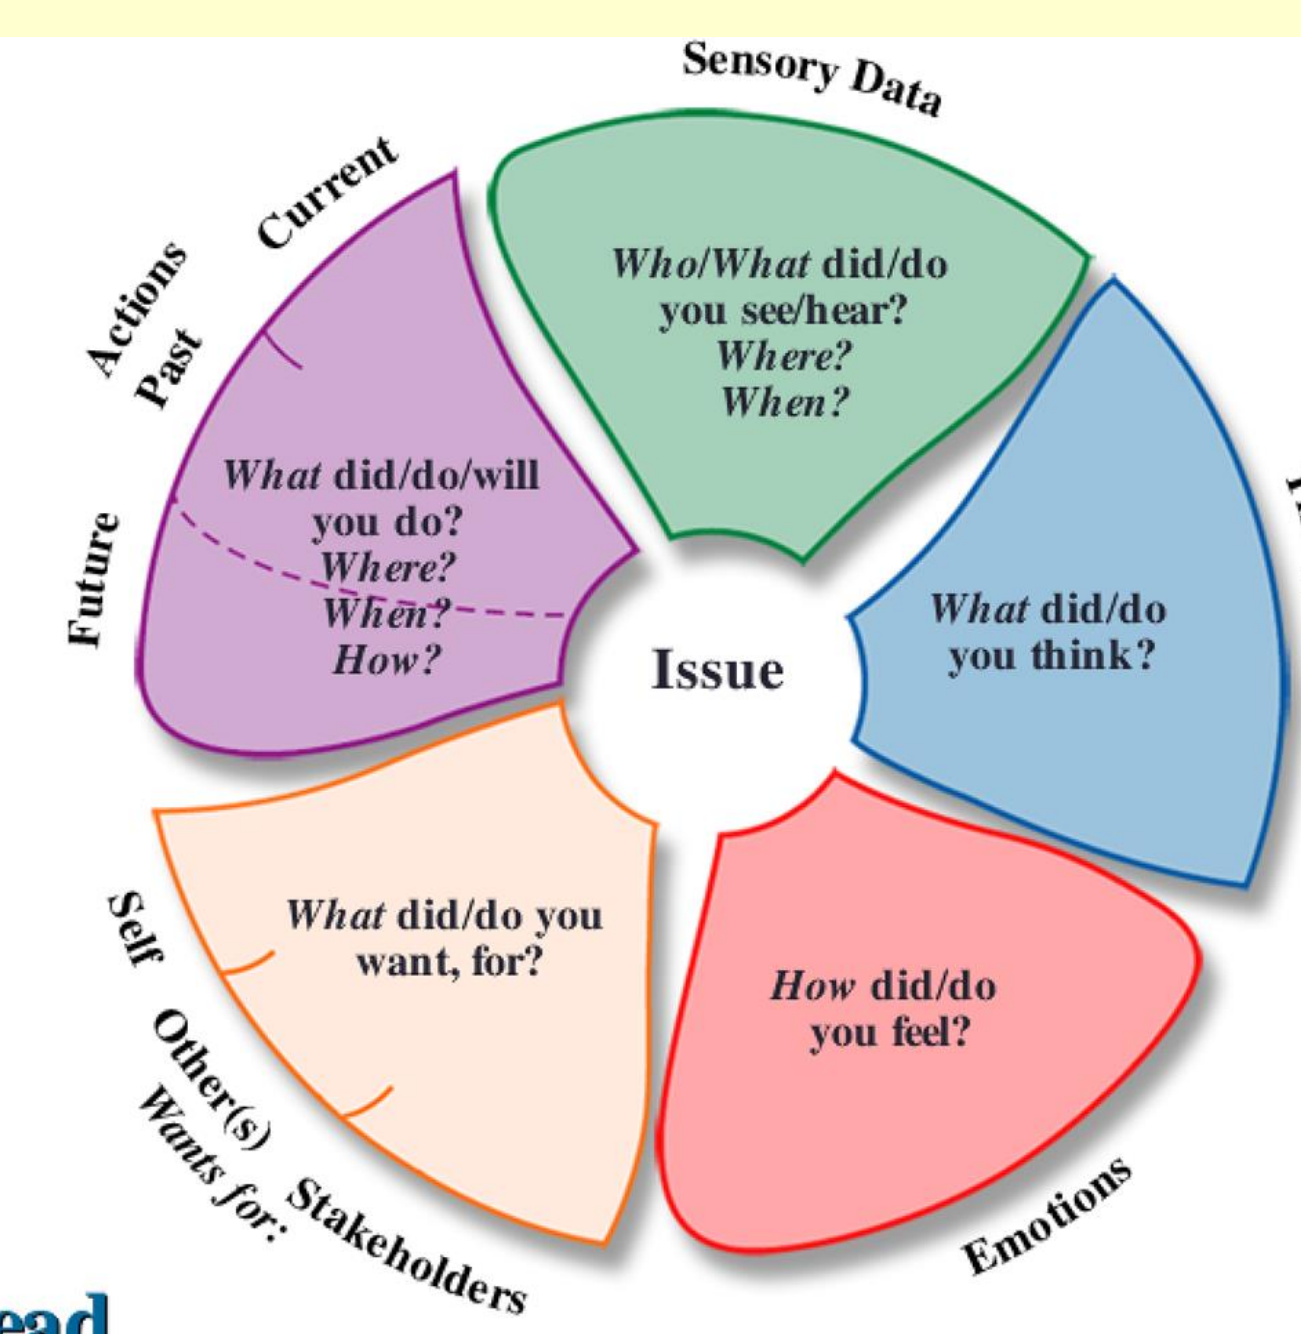 Sensory Data
Who/What did/do
you see/hear?
Where?
When?
What did/do
you think?
How did/do
you feel?
Emotions
What did/do you
want, for?
Self
Other(s)
Stakeholders
Wants for:
Actions
Current
Past
Future
What did/do/will
you do?
Where?
When?
How?
Issue